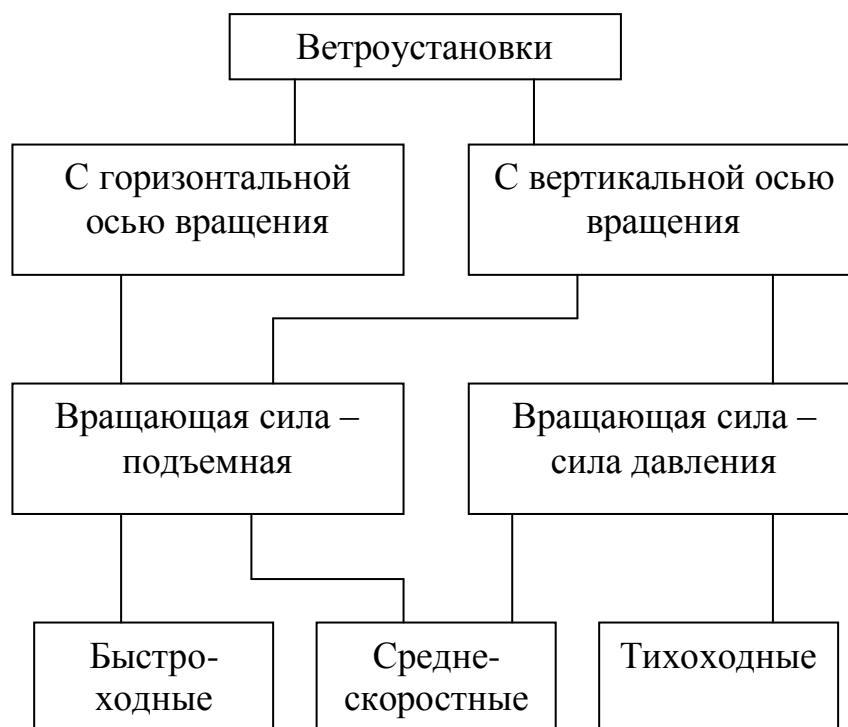 Ветроустановки
С горизонтальной
осью вращения
С вертикальной осью
вращения
Вращающая сила –
подъемная
Вращающая сила –
сила давления
Быстро-
ходные
Средне-
скоростные
Тихоходные